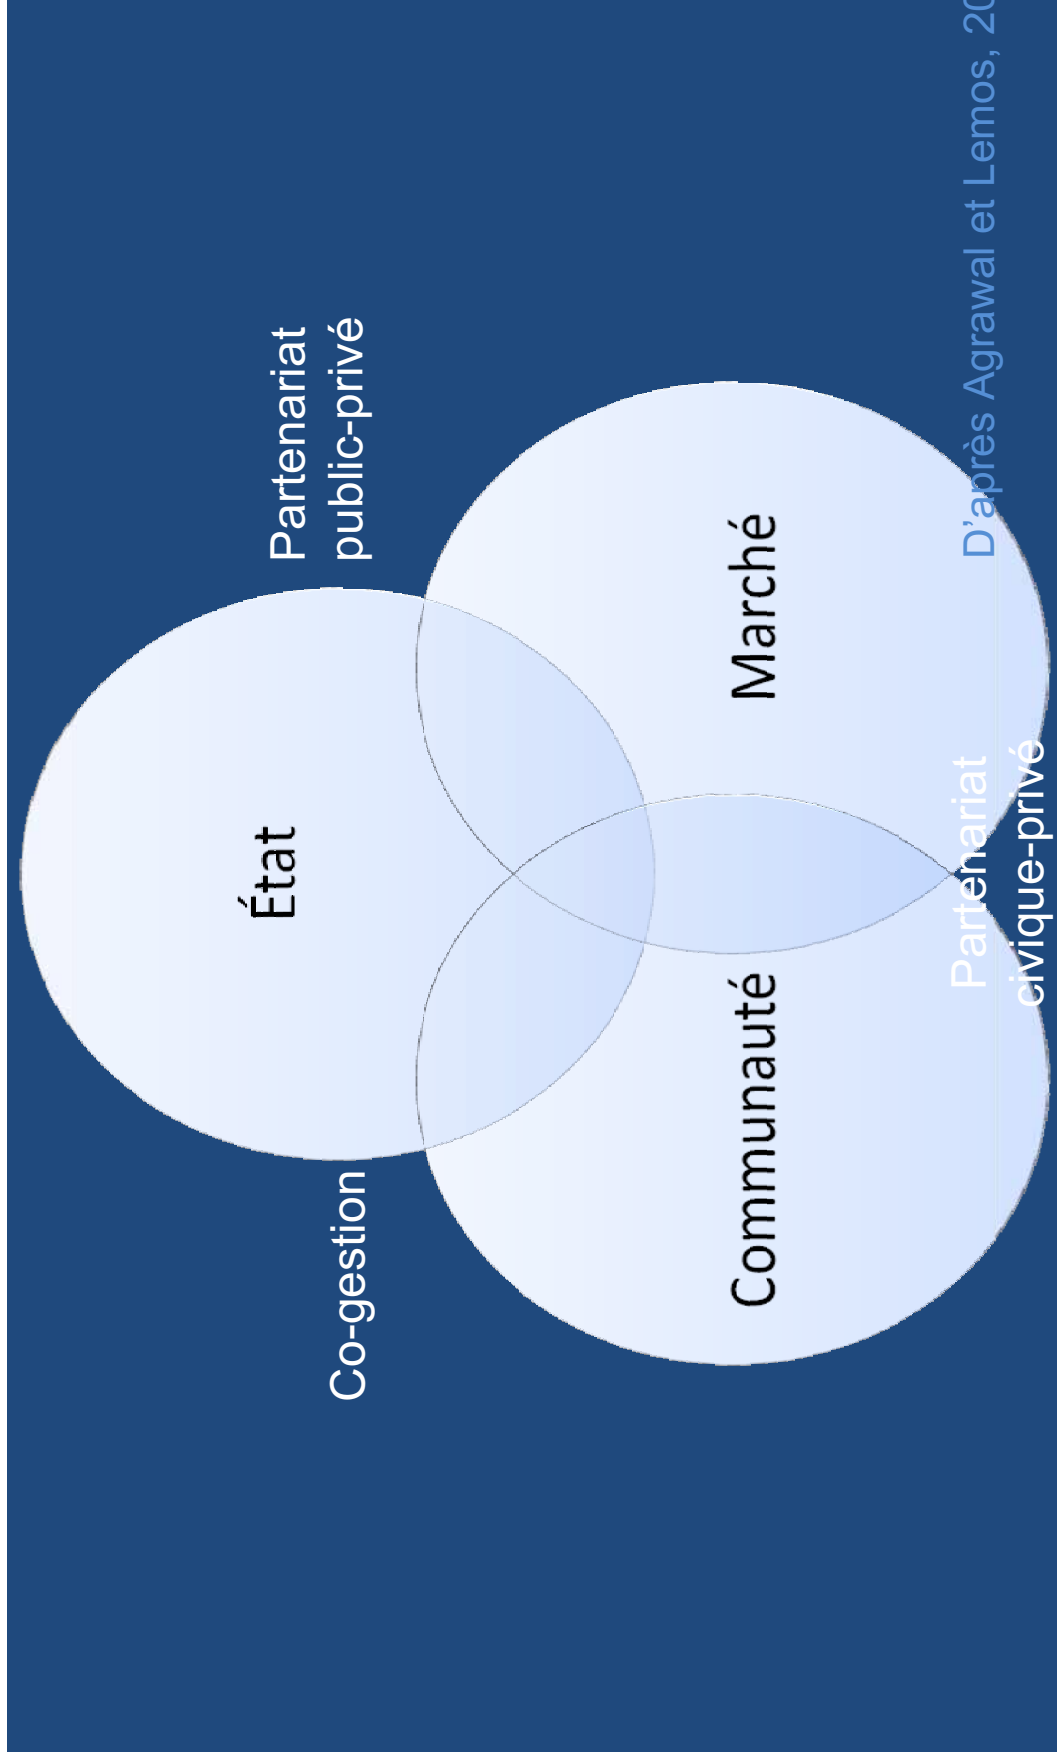 Partenariat
public-privé
État
Co-gestion
Communauté
Marché
Partenariat
civique-privé
D'après Agrawal et Lemos, 20